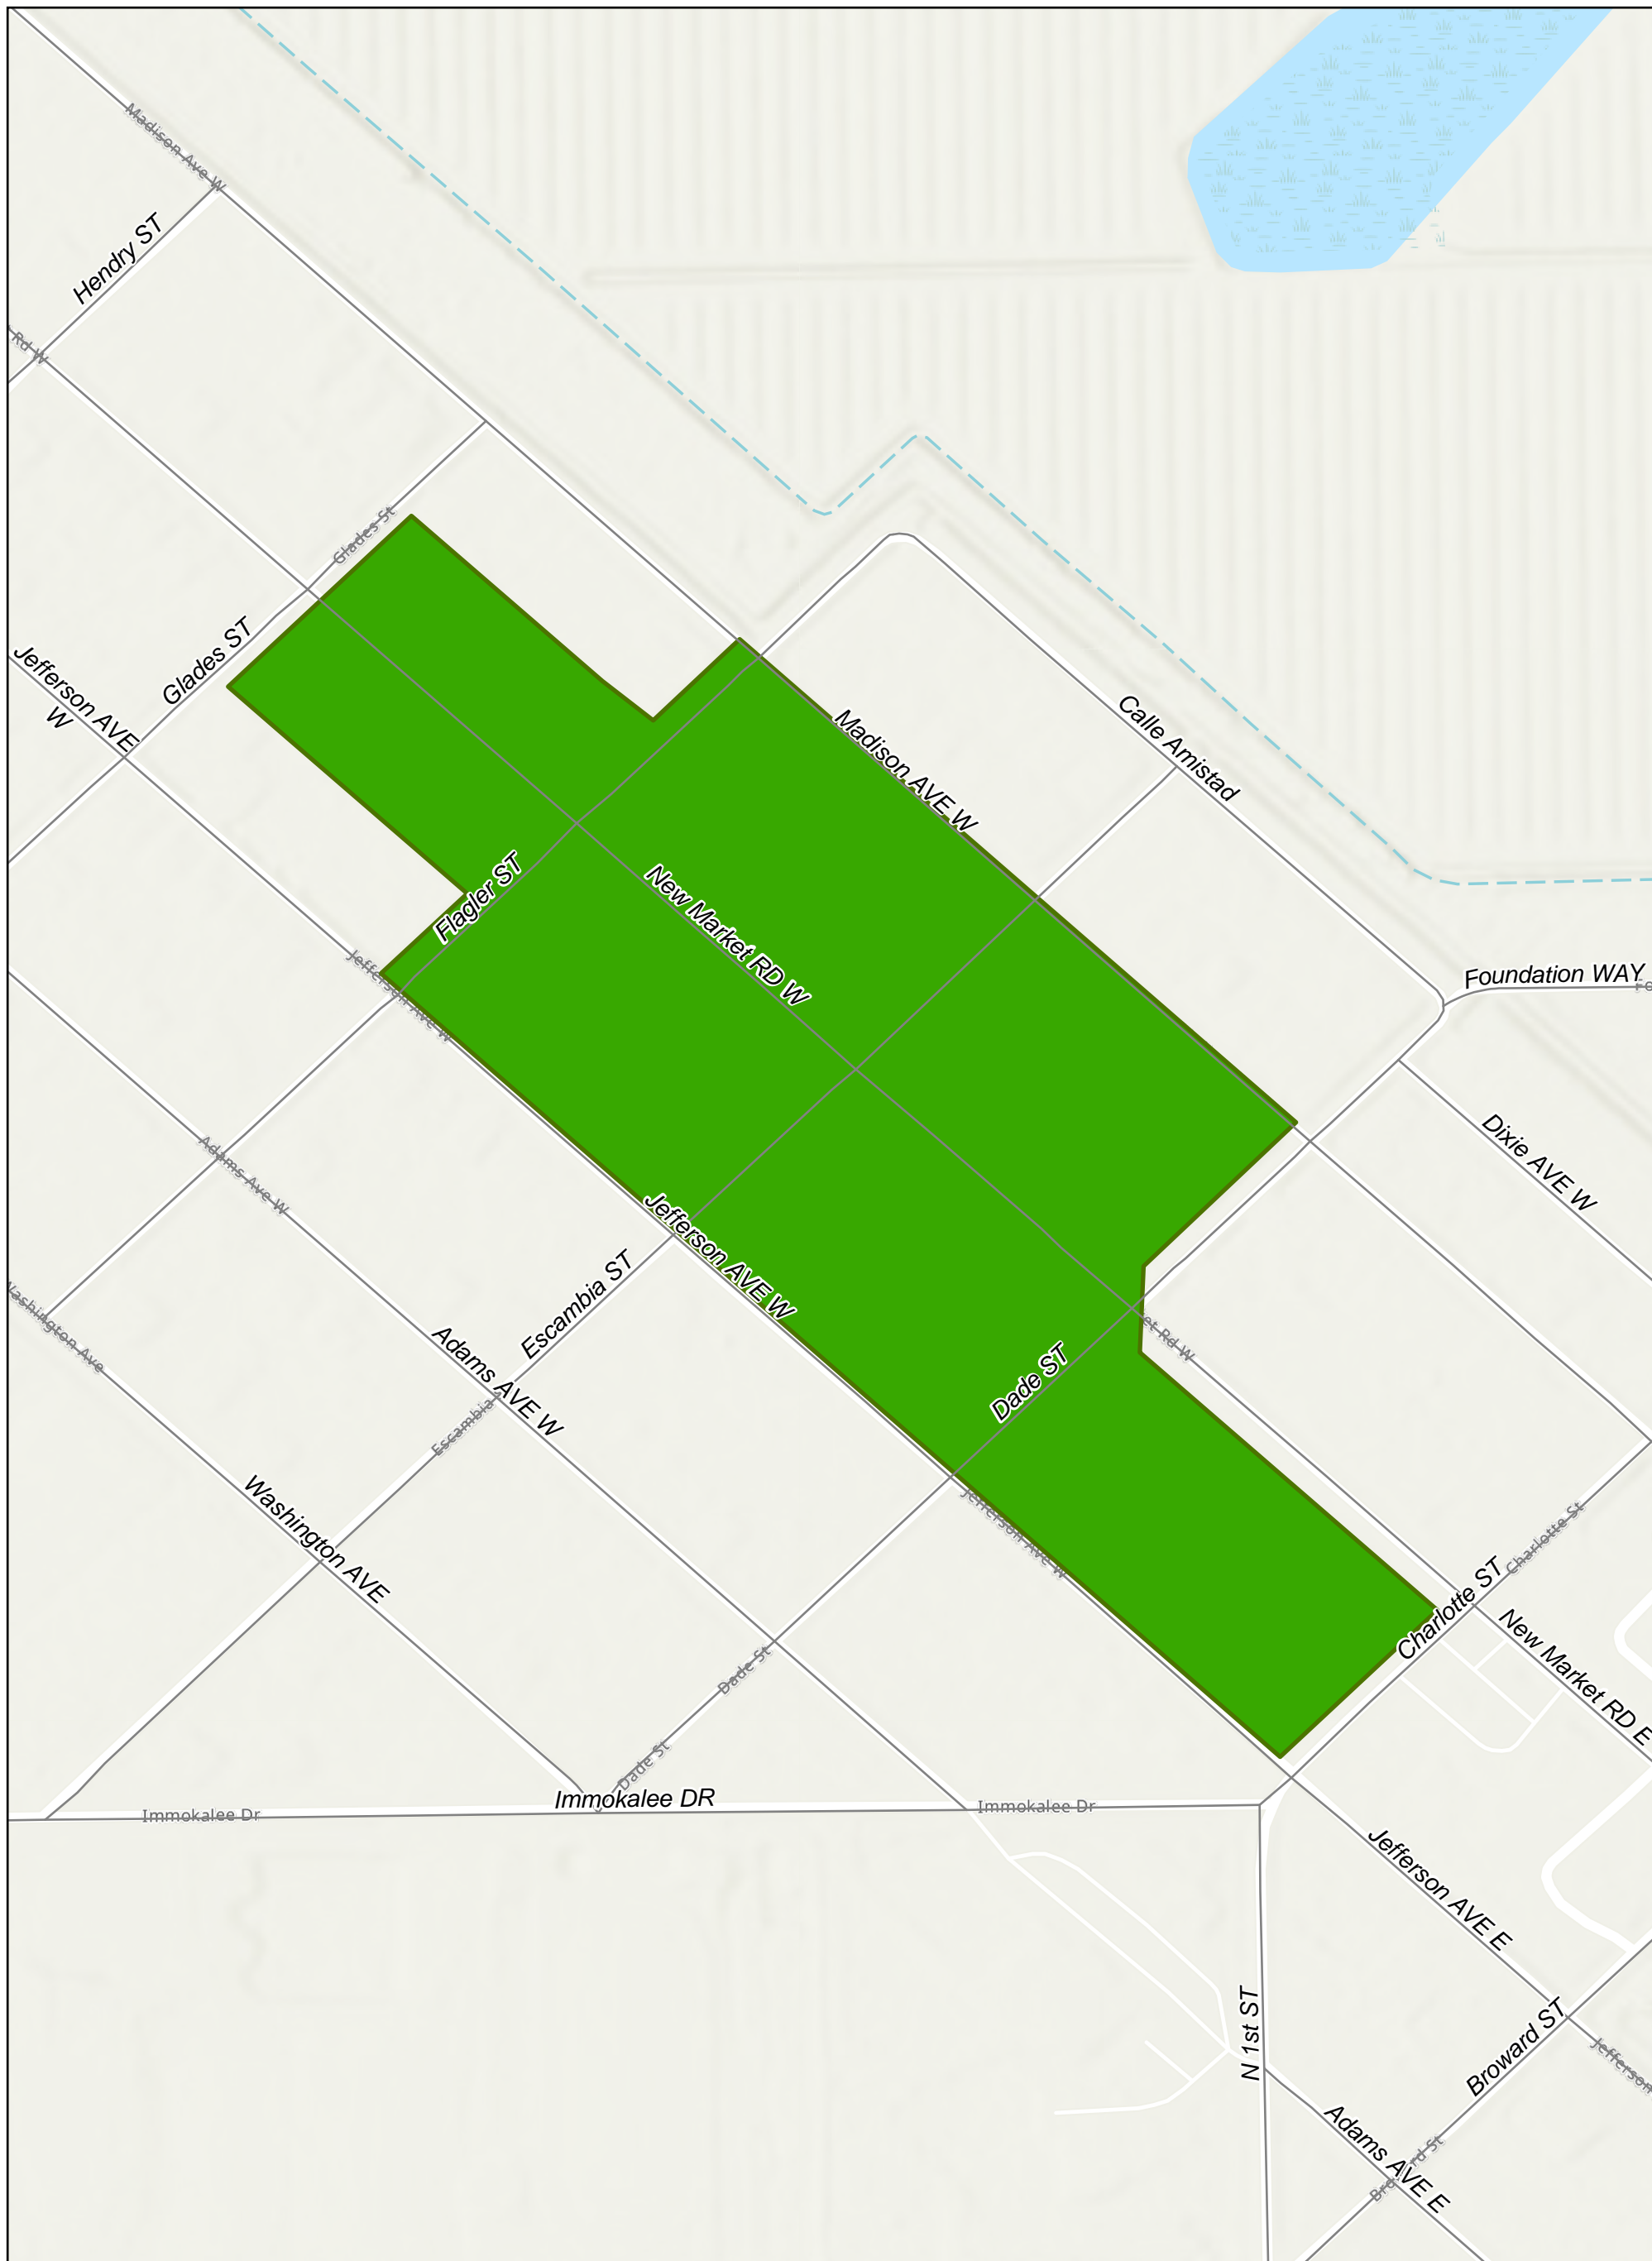 Madison Ave W
Hendry ST
Rd W
Glades St
Glades ST
Jefferson AVE
W
Madison AVE W
Calle Amistad
Flagler ST
New Market RD W
Jefferson Ave W
Foundation WAY
Dixie AVE W
Adams Ave W
Jefferson AVE W
Escambia ST
Washington Ave
et Rd W
Adams AVE W
Dade ST
Escambia
Washington AVE
Jefferson Ave W
Charlotte St
Charlotte ST
New Market RD E
Dade St
Dade St
Immokalee DR
Immokalee Dr
Immokalee Dr
Jefferson AVE E
N 1st ST
Broward ST
Jefferson
Adams AVE E